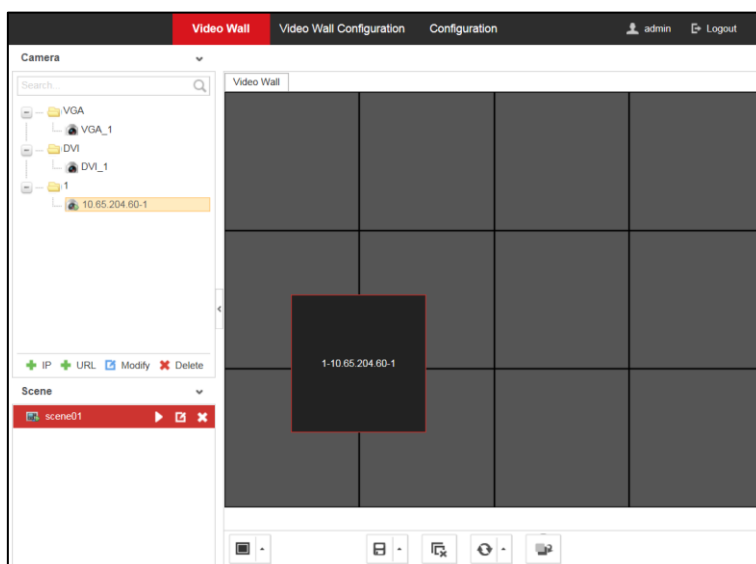 Video Wall Video Wall Configuration Configuration admin Logout
Camera
Search...
Video Wall
VGA
VGA_1
DVI
DVI_1
1
10.65.204.60-1
1-10.65.204.60-1
IP URL Modify Delete
Scene
scene01
2